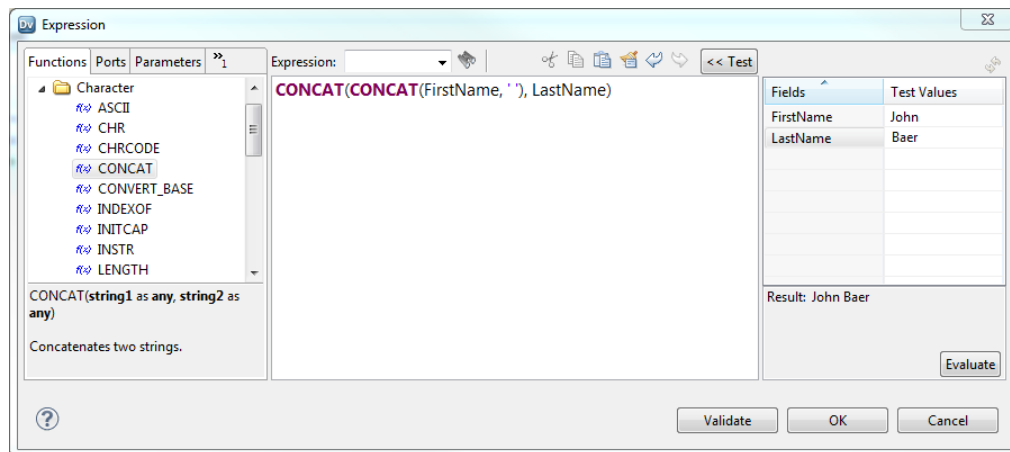 Dv Expression
Functions Ports Parameters »1
Expression:
<< Test
Character
f(x) ASCII
f(x) CHR
f(x) CHRCODE
f(x) CONCAT
f(x) CONVERT_BASE
f(x) INDEXOF
f(x) INITCAP
f(x) INSTR
f(x) LENGTH
CONCAT(string1 as any, string2 as
any)
Concatenates two strings.
CONCAT(CONCAT(FirstName, ' '), LastName)
Fields Test Values
FirstName John
LastName Baer
Result: John Baer
Evaluate
?
Validate OK Cancel